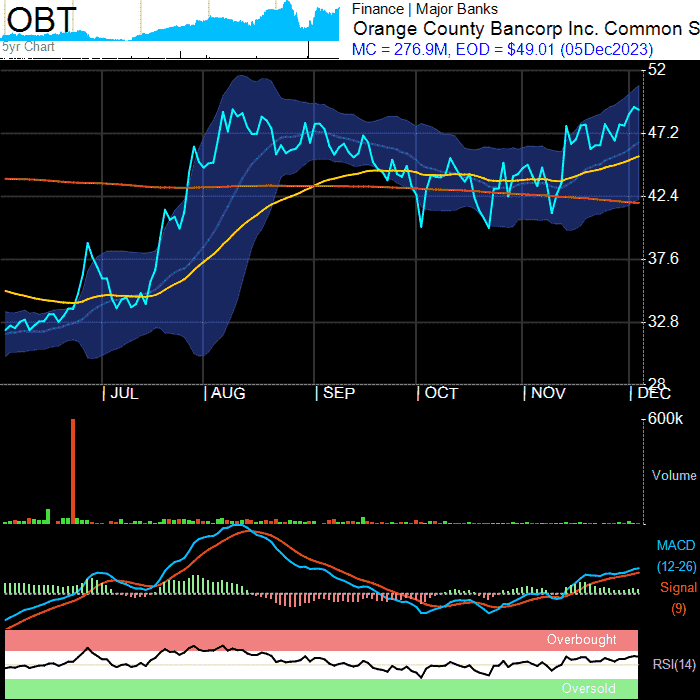 OBT
5yr Chart
Finance | Major Banks
Orange County Bancorp Inc. Common S
MC = 276.9M, EOD = $49.01 (05Dec2023)
52
47.2
42.4
37.6
32.8
28
JUL
AUG
SEP
OCT
NOV
DEC
600k
Volume
MACD
(12-26)
Signal
(9)
Overbought
RSI(14)
Oversold